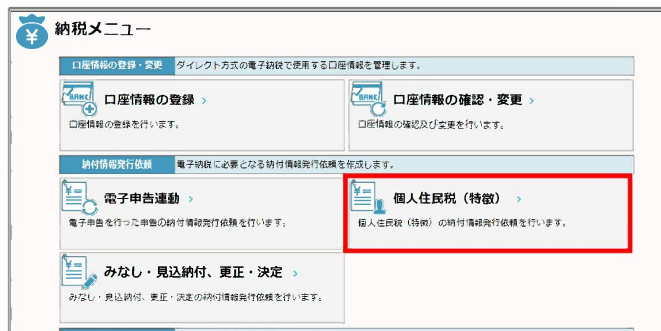 納税メニュー
口座情報の登録・変更 ダイレクト方式の電子納税で使用する口座情報を管理します。
口座情報の登録 ›
口座情報の登録を行います。
口座情報の確認・変更 ›
口座情報の確認及び変更を行います。
納付情報発行依頼 電子納税に必要となる納付情報発行依頼を作成します。
電子申告連動 ›
電子申告を行った申告の納付情報発行依頼を行います。
個人住民税（特徴） ›
個人住民税（特徴）の納付情報発行依頼を行います。
みなし・見込納付、更正・決定 ›
みなし・見込納付、更正・決定の納付情報発行依頼を行います。